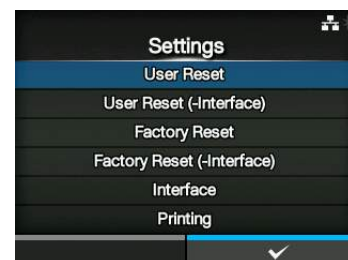 Settings
User Reset
User Reset (-Interface)
Factory Reset
Factory Reset (-Interface)
Interface
Printing